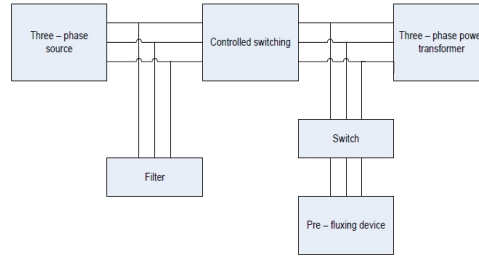 Three – phase
source
Controlled switching
Three – phase powe
transformer
Switch
Filter
Pre – fluxing device